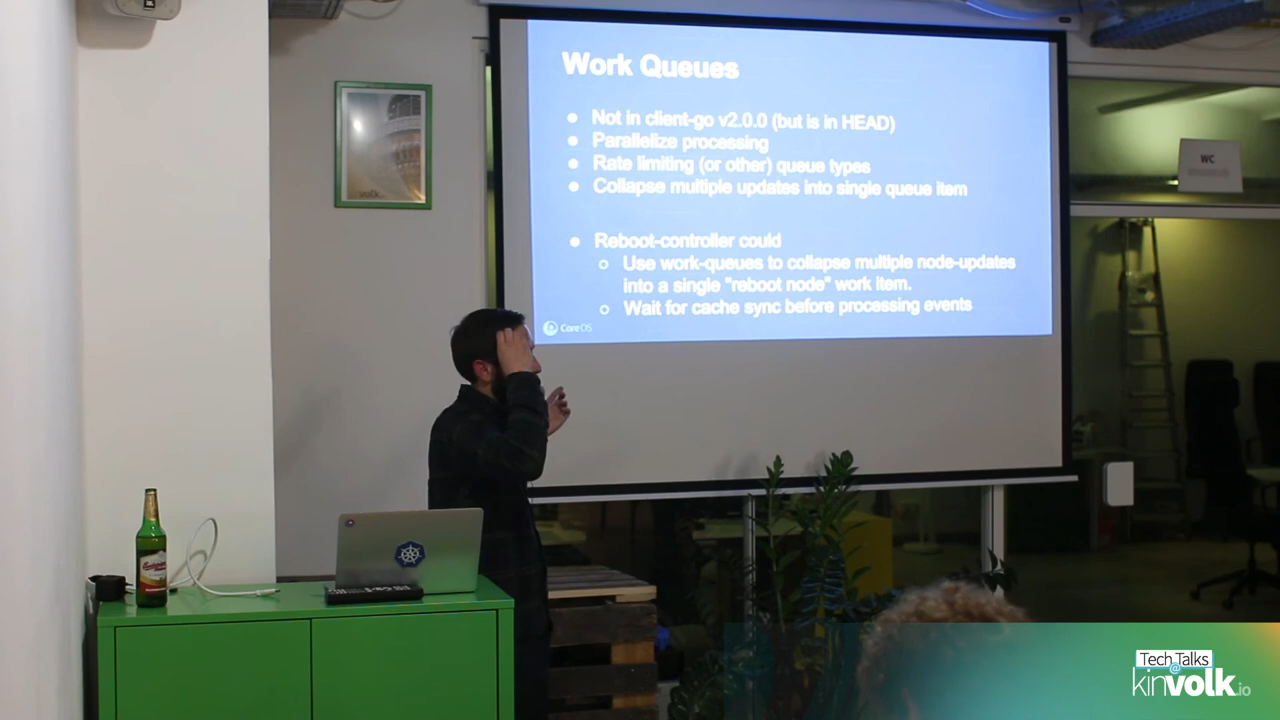 Work Queues
● Not in client-go v2.0.0 (but is in HEAD)
● Parallelize processing
● Rate limiting (or other) queue types
● Collapse multiple updates into single queue item
● Reboot-controller could
○ Use work-queues to collapse multiple node-updates
into a single "reboot node" work item.
○ Wait for cache sync before processing events
Core OS
WC
volk
Tech Talks
@
kinvolk.io